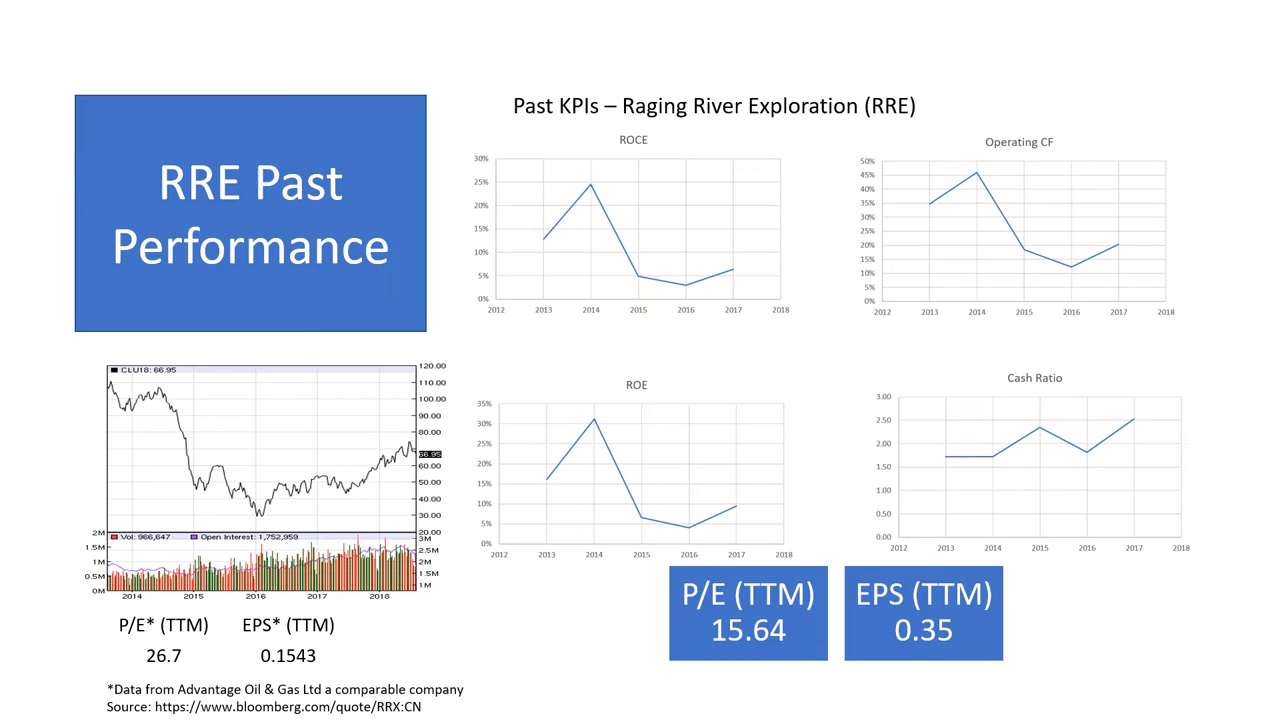 RRE Past
Performance
Past KPIs – Raging River Exploration (RRE)
ROCE
30%
25%
20%
15%
10%
5%
0%
2012 2013 2014 2015 2016 2017 2018
Operating CF
50%
45%
40%
35%
30%
25%
20%
15%
10%
5%
0%
2012 2013 2014 2015 2016 2017 2018
CLU18: 66.95
120.00
110.00
100.00
90.00
80.00
66.95
60.00
50.00
40.00
30.00
20.00
Vol: 966,647 Open Interest: 1,752,959
2M
1.5M
1M
0.5M
0M
3M
2.5M
2M
1.5M
1M
2014 2015 2016 2017 2018
ROE
35%
30%
25%
20%
15%
10%
5%
0%
2012 2013 2014 2015 2016 2017 2018
Cash Ratio
3.00
2.50
2.00
1.50
1.00
0.50
0.00
2012 2013 2014 2015 2016 2017 2018
P/E (TTM)
15.64
EPS (TTM)
0.35
P/E* (TTM) EPS* (TTM)
26.7 0.1543
*Data from Advantage Oil & Gas Ltd a comparable company
Source: https://www.bloomberg.com/quote/RRX:CN